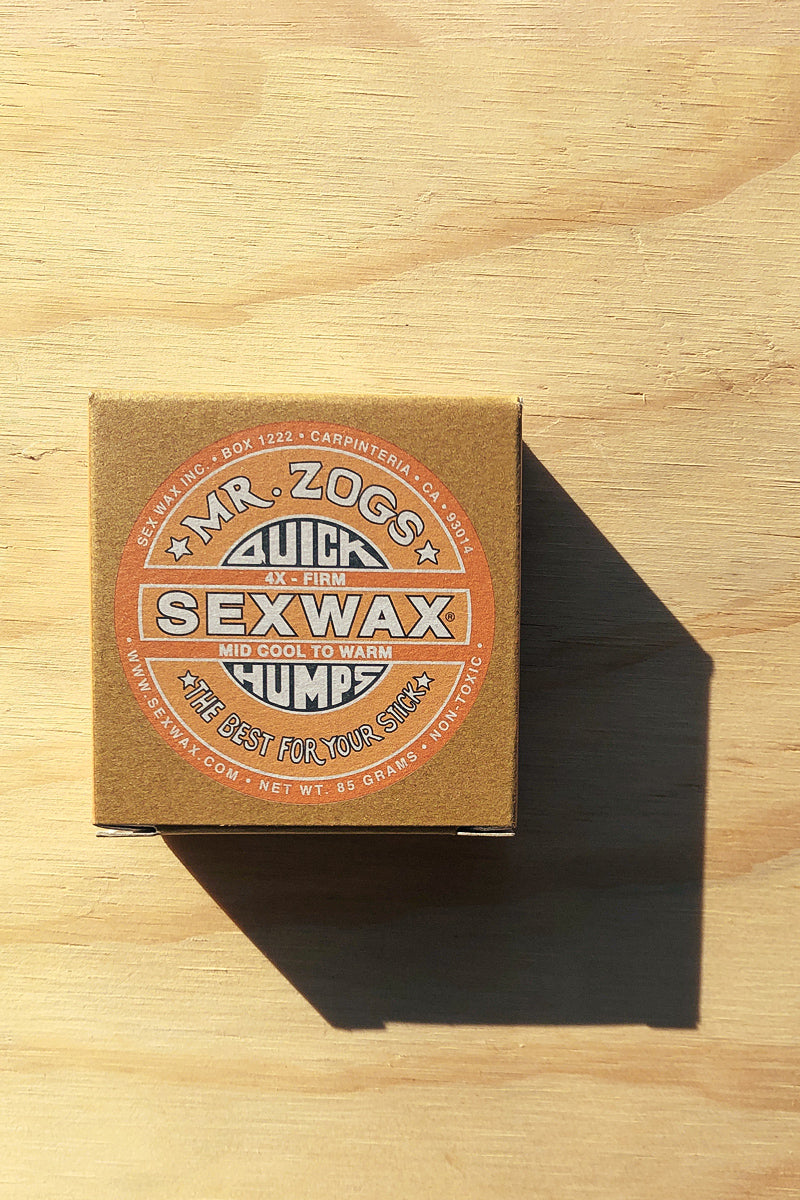 SEX WAX INC. • BOX 1222 • CARPINTERIA • CA • 93014
MR. ZOGS
QUICK
4X - FIRM
SEXWAX®
MID COOL TO WARM
HUMPS
THE BEST FOR YOUR STICK
• WWW.SEXWAX.COM • NET WT. 85 GRAMS • NON-TOXIC •